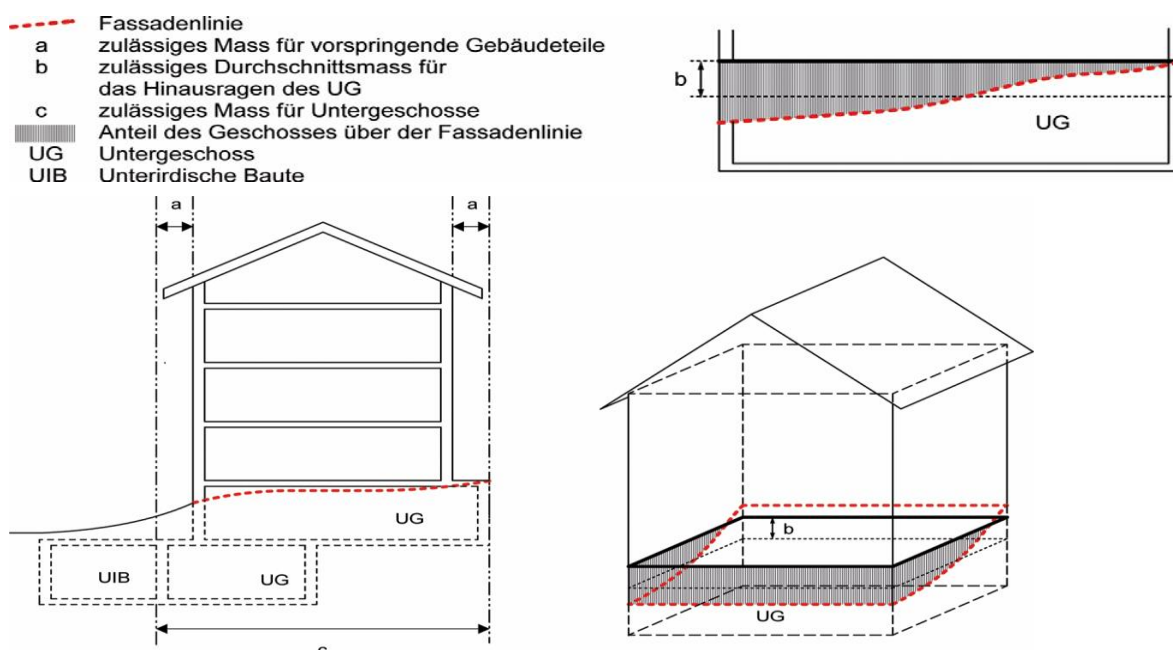 Fassadenlinie
a zulässiges Mass für vorspringende Gebäudeteile
b zulässiges Durchschnittsmass für
das Hinausragen des UG
c zulässiges Mass für Untergeschosse
Anteil des Geschosses über der Fassadenlinie
UG Untergeschoss
UIB Unterirdische Baute
b
UG
a
a
UG
UIB
UG
b
UG